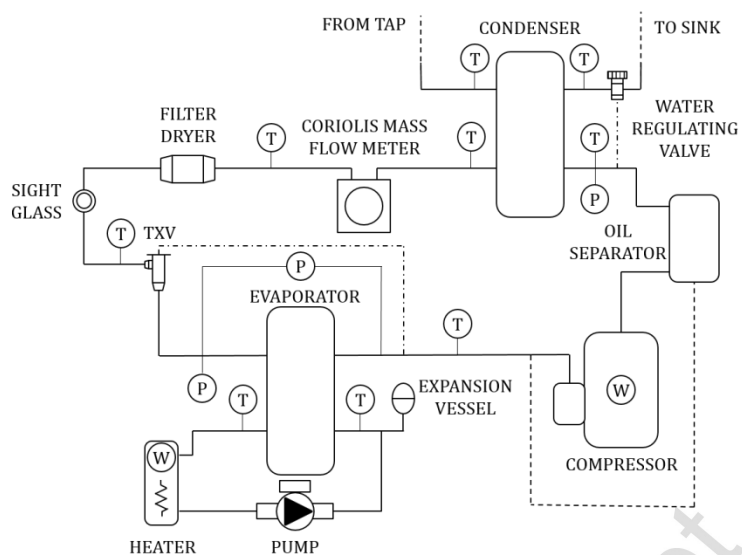 FROM TAP
CONDENSER
TO SINK
T
T
FILTER
DRYER
CORIOLIS MASS
FLOW METER
WATER
REGULATING
VALVE
T
T
T
P
SIGHT
GLASS
T
TXV
OIL
SEPARATOR
P
EVAPORATOR
T
P
T
T
EXPANSION
VESSEL
W
W
COMPRESSOR
HEATER
PUMP